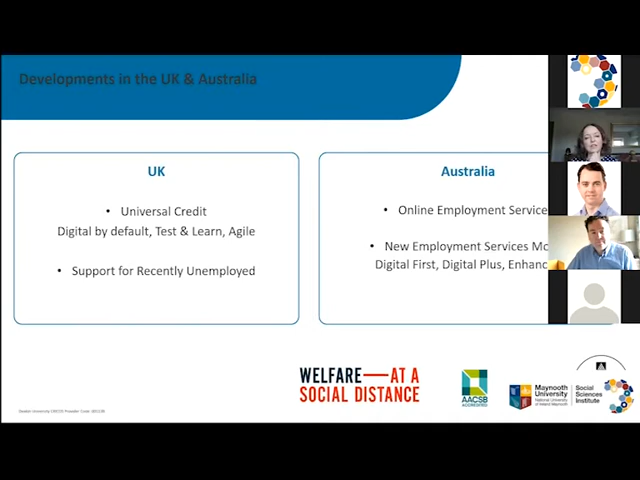 Developments in the UK & Australia
UK
• Universal Credit
Digital by default, Test & Learn, Agile
• Support for Recently Unemployed
Australia
• Online Employment Service
• New Employment Services Mo
Digital First, Digital Plus, Enhanc
WELFARE—AT A
SOCIAL DISTANCE
AACSB
ACCREDITED
Maynooth
University
National University
of Ireland Maynooth
Social
Sciences
Institute